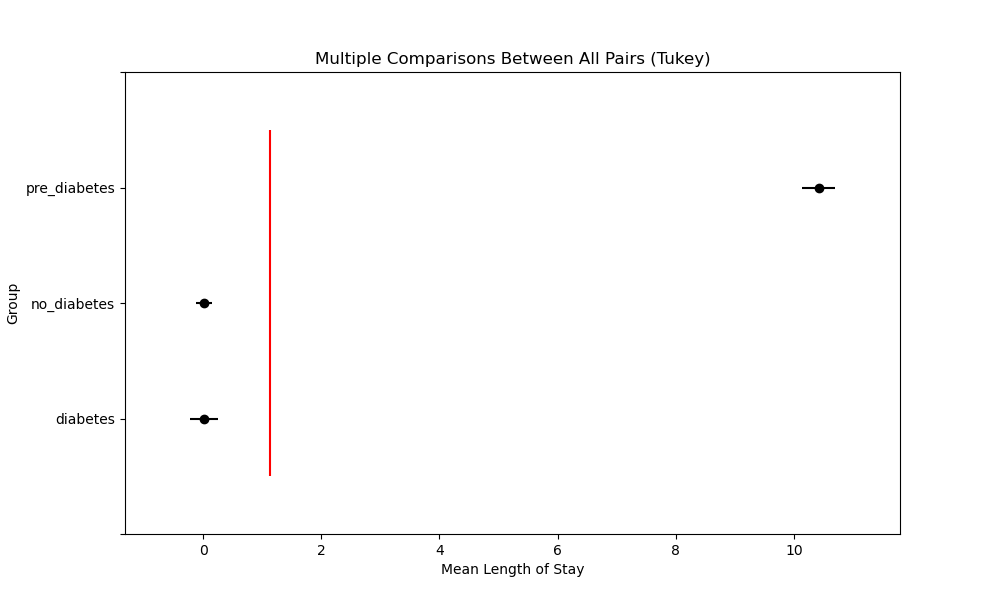 Multiple Comparisons Between All Pairs (Tukey)
pre_diabetes
no_diabetes
diabetes
Group
0 2 4 6 8 10
Mean Length of Stay